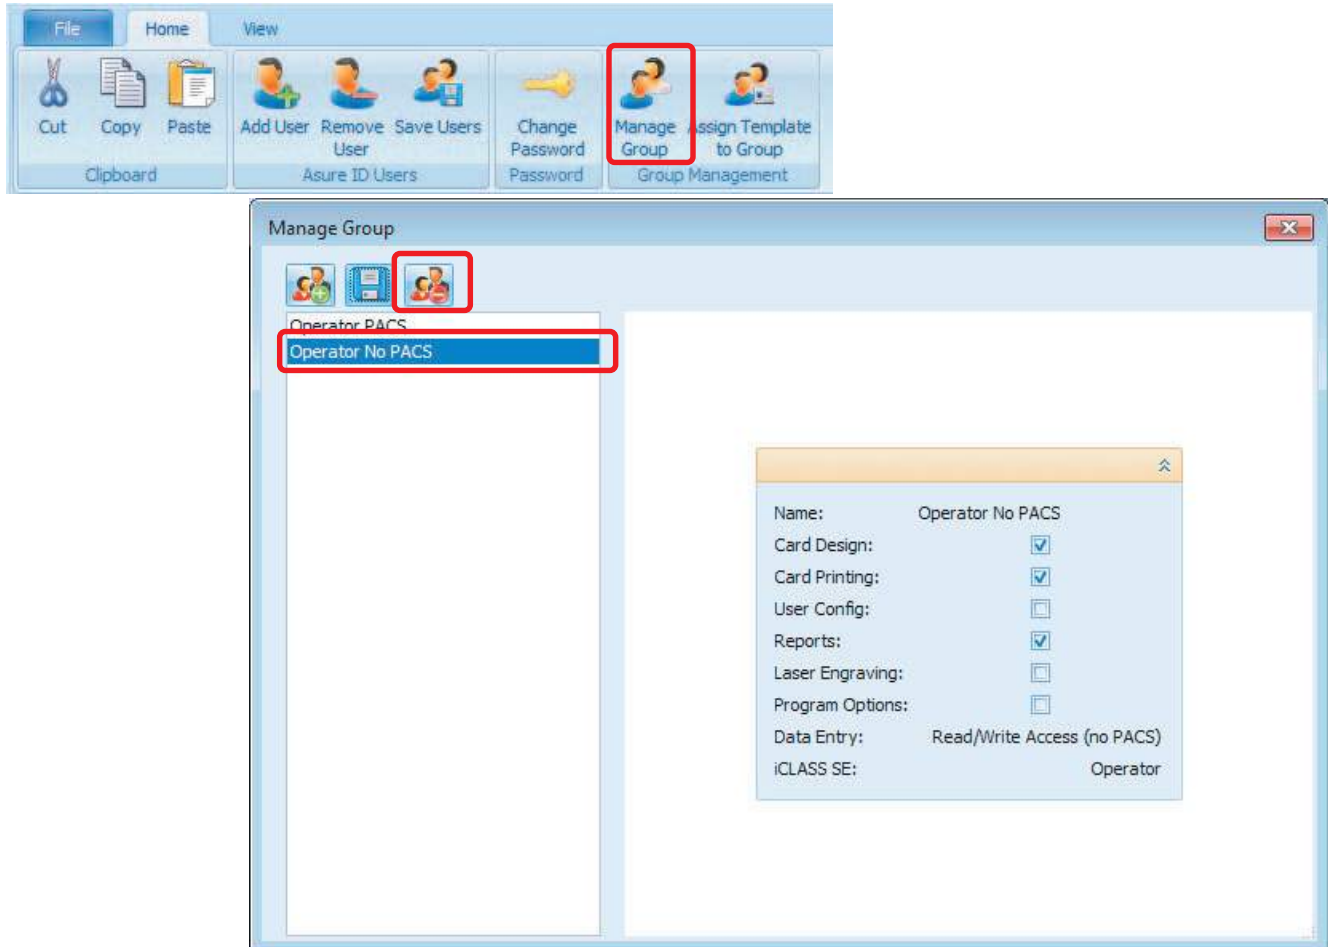 File Home View
Cut Copy Paste Add User Remove User Save Users Change Password Manage Group Assign Template to Group
Clipboard Asure ID Users Password Group Management
Manage Group
Operator PACS
Operator No PACS
Name: Operator No PACS
Card Design:
Card Printing:
User Config:
Reports:
Laser Engraving:
Program Options:
Data Entry: Read/Write Access (no PACS)
iCLASS SE: Operator